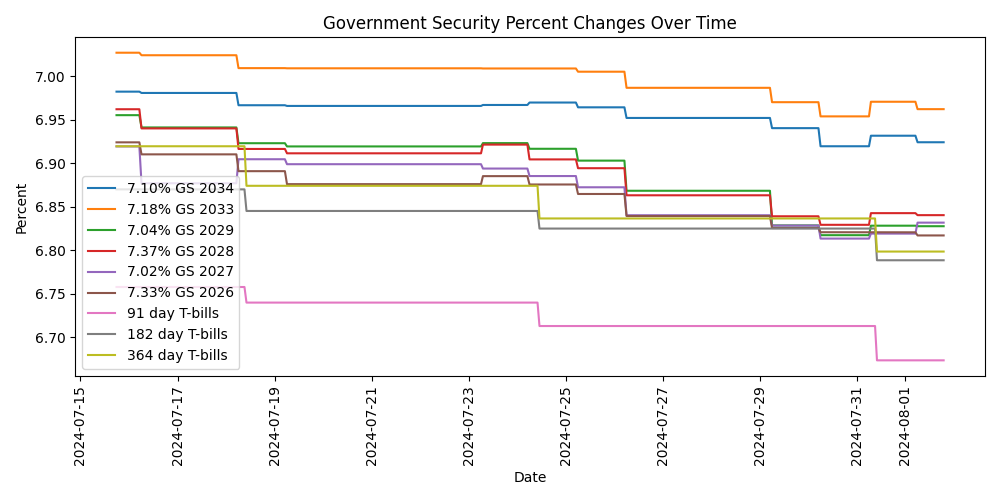 Government Security Percent Changes Over Time
Percent
7.00
6.95
6.90
6.85
6.80
6.75
6.70
7.10% GS 2034
7.18% GS 2033
7.04% GS 2029
7.37% GS 2028
7.02% GS 2027
7.33% GS 2026
91 day T-bills
182 day T-bills
364 day T-bills
2024-07-15
2024-07-17
2024-07-19
2024-07-21
2024-07-23
2024-07-25
2024-07-27
2024-07-29
2024-07-31
2024-08-01
Date